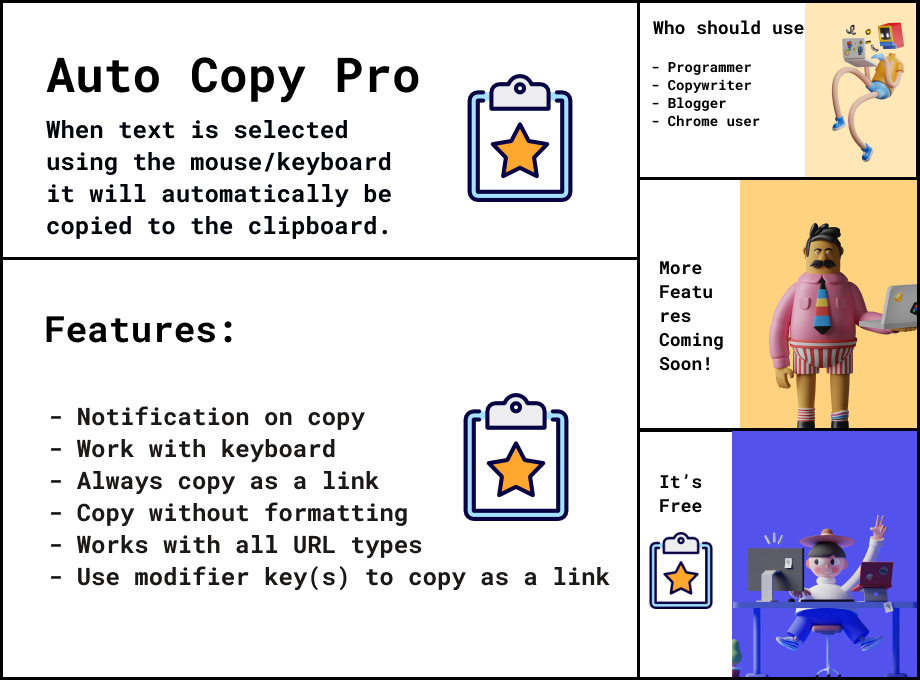 Auto Copy Pro
When text is selected
using the mouse/keyboard
it will automatically be
copied to the clipboard.
Features:
- Notification on copy
- Work with keyboard
- Always copy as a link
- Copy without formatting
- Works with all URL types
- Use modifier key(s) to copy as a link
Who should use
- Programmer
- Copywriter
- Blogger
- Chrome user
More
Featu
res
Coming
Soon!
It’s
Free